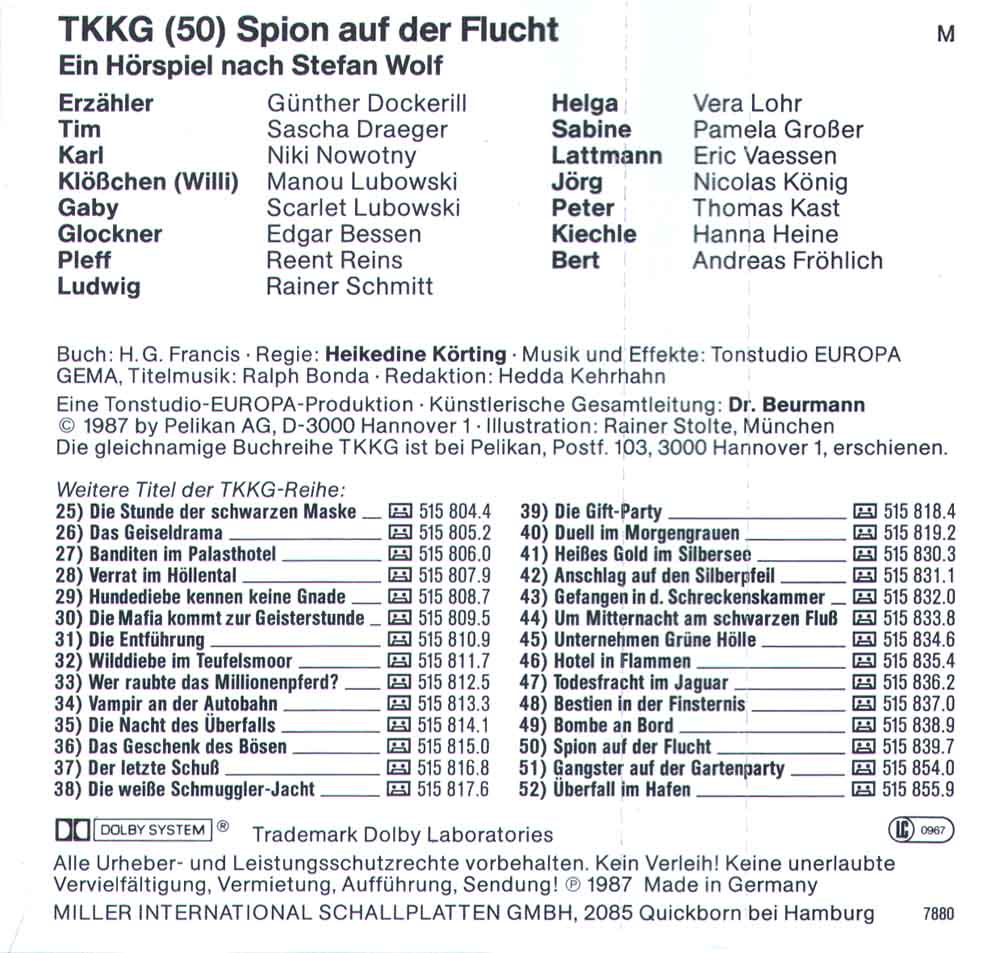 TKKG (50) Spion auf der Flucht M
Ein Hörspiel nach Stefan Wolf
Erzähler Günther Dockerill
Tim Sascha Draeger
Karl Niki Nowotny
Klößchen (Willi) Manou Lubowski
Gaby Scarlet Lubowski
Glockner Edgar Bessen
Pleff Reent Reins
Ludwig Rainer Schmitt
Helga Vera Lohr
Sabine Pamela Großer
Lattmann Eric Vaessen
Jörg Nicolas König
Peter Thomas Kast
Kiechle Hanna Heine
Bert Andreas Fröhlich
Buch: H.G. Francis · Regie: Heikedine Körting · Musik und Effekte: Tonstudio EUROPA
GEMA, Titelmusik: Ralph Bonda · Redaktion: Hedda Kehrhahn
Eine Tonstudio-EUROPA-Produktion · Künstlerische Gesamtleitung: Dr. Beurmann
© 1987 by Pelikan AG, D-3000 Hannover 1 · Illustration: Rainer Stolte, München
Die gleichnamige Buchreihe TKKG ist bei Pelikan, Postf. 103, 3000 Hannover 1, erschienen.
Weitere Titel der TKKG-Reihe:
25) Die Stunde der schwarzen Maske 515 804.4
26) Das Geiseldrama 515 805.2
27) Banditen im Palasthotel 515 806.0
28) Verrat im Höllental 515 807.9
29) Hundediebe kennen keine Gnade 515 808.7
30) Die Mafia kommt zur Geisterstunde 515 809.5
31) Die Entführung 515 810.9
32) Wilddiebe im Teufelsmoor 515 811.7
33) Wer raubte das Millionenpferd? 515 812.5
34) Vampir an der Autobahn 515 813.3
35) Die Nacht des Überfalls 515 814.1
36) Das Geschenk des Bösen 515 815.0
37) Der letzte Schuß 515 816.8
38) Die weiße Schmuggler-Jacht 515 817.6
39) Die Gift-Party 515 818.4
40) Duell im Morgengrauen 515 819.2
41) Heißes Gold im Silbersee 515 830.3
42) Anschlag auf den Silberpfeil 515 831.1
43) Gefangen in d. Schreckenskammer 515 832.0
44) Um Mitternacht am schwarzen Fluß 515 833.8
45) Unternehmen Grüne Hölle 515 834.6
46) Hotel in Flammen 515 835.4
47) Todesfracht im Jaguar 515 836.2
48) Bestien in der Finsternis 515 837.0
49) Bombe an Bord 515 838.9
50) Spion auf der Flucht 515 839.7
51) Gangster auf der Gartenparty 515 854.0
52) Überfall im Hafen 515 855.9
DOLBY SYSTEM ® Trademark Dolby Laboratories LC 0967
Alle Urheber- und Leistungsschutzrechte vorbehalten. Kein Verleih! Keine unerlaubte
Vervielfältigung, Vermietung, Aufführung, Sendung! ℗ 1987 Made in Germany
MILLER INTERNATIONAL SCHALLPLATTEN GMBH, 2085 Quickborn bei Hamburg 7880